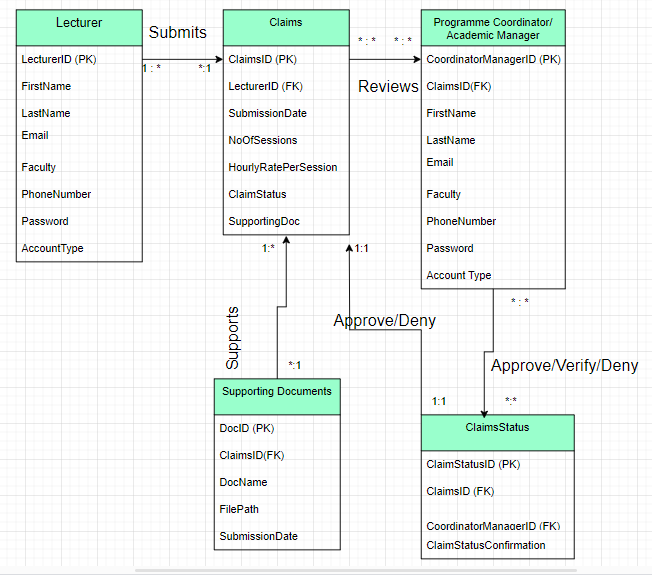 Lecturer
LecturerID (PK)
FirstName
LastName
Email
Faculty
PhoneNumber
Password
AccountType
Submits
1 : *
*:1
Claims
ClaimsID (PK)
LecturerID (FK)
SubmissionDate
NoOfSessions
HourlyRatePerSession
ClaimStatus
SupportingDoc
* : *
* : *
Reviews
Programme Coordinator/
Academic Manager
CoordinatorManagerID (PK)
ClaimsID(FK)
FirstName
LastName
Email
Faculty
PhoneNumber
Password
Account Type
1:*
1:1
* : *
Supports
Approve/Deny
Approve/Verify/Deny
*:1
1:1
*:*
Supporting Documents
DocID (PK)
ClaimsID(FK)
DocName
FilePath
SubmissionDate
ClaimsStatus
ClaimStatusID (PK)
ClaimsID (FK)
CoordinatorManagerID (FK)
ClaimStatusConfirmation